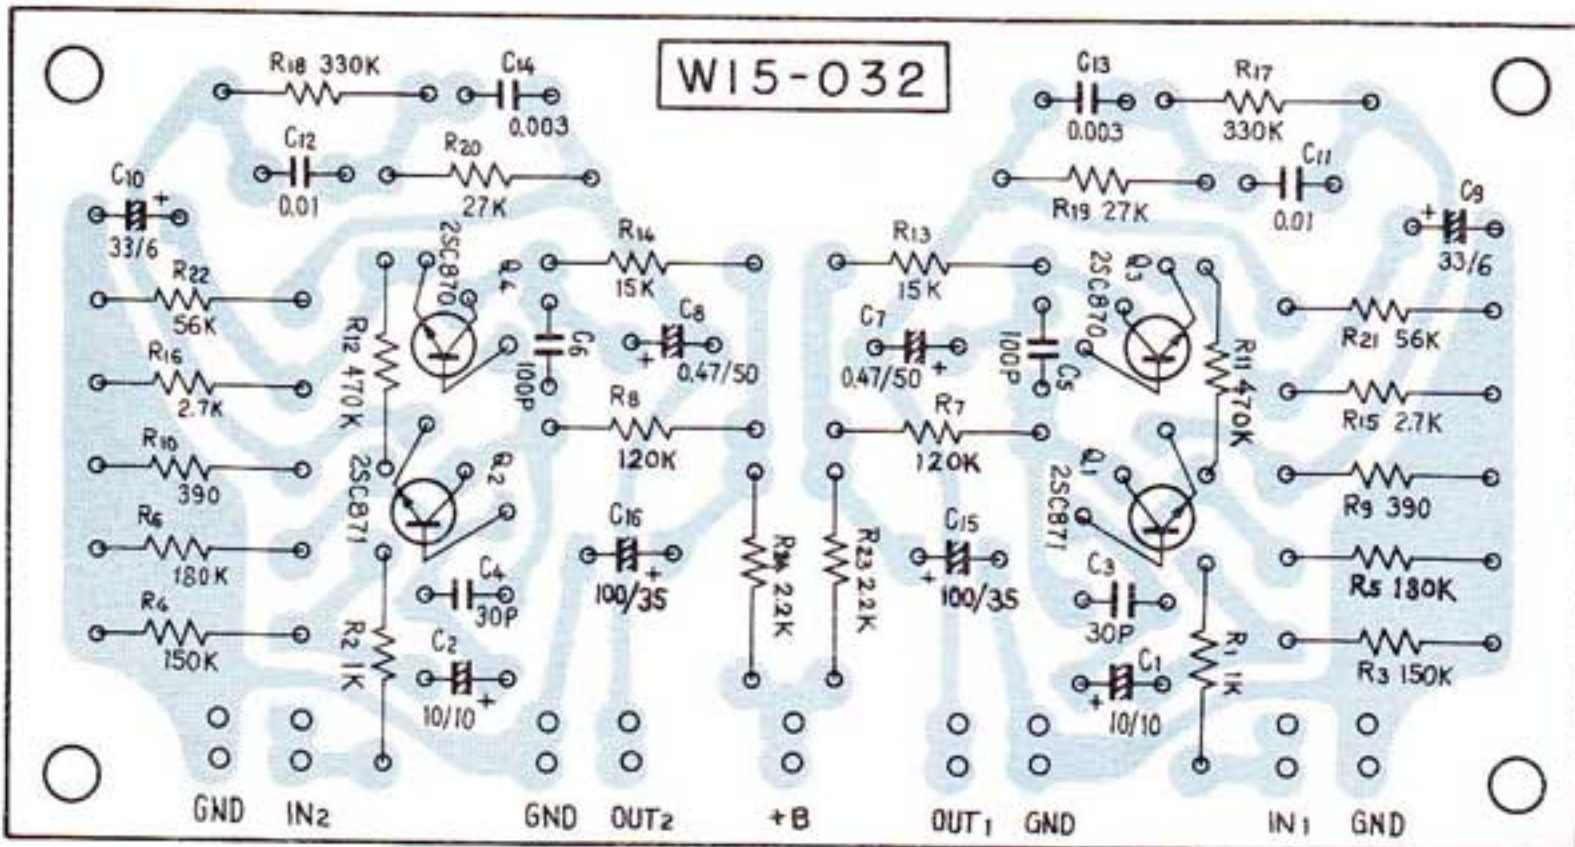 W15-032
R18 330K
C14
0.003
C12
0.01
R20
27K
C10
+
33/6
R22
56K
R16
2.7K
R10
390
R6
180K
R4
150K
2SC870
Q4
R12 470K
2SC871
Q2
C6
100P
R14
15K
C8
+
0.47/50
R8
120K
C16
+
100/35
C4
30P
C2
+
10/10
R2 1K
2.2K
R23 2.2K
C13
0.003
R17
330K
C11
0.01
R19 27K
C9
+
33/6
R13
15K
C7
+
0.47/50
C5
100P
Q3
2SC870
R11 470K
R21 56K
R15 2.7K
R9 390
R5 180K
R3 150K
R7
120K
Q1
2SC871
C15
+
100/35
C3
30P
C1
+
10/10
R1 1K
GND IN2 GND OUT2 +B OUT1 GND IN1 GND